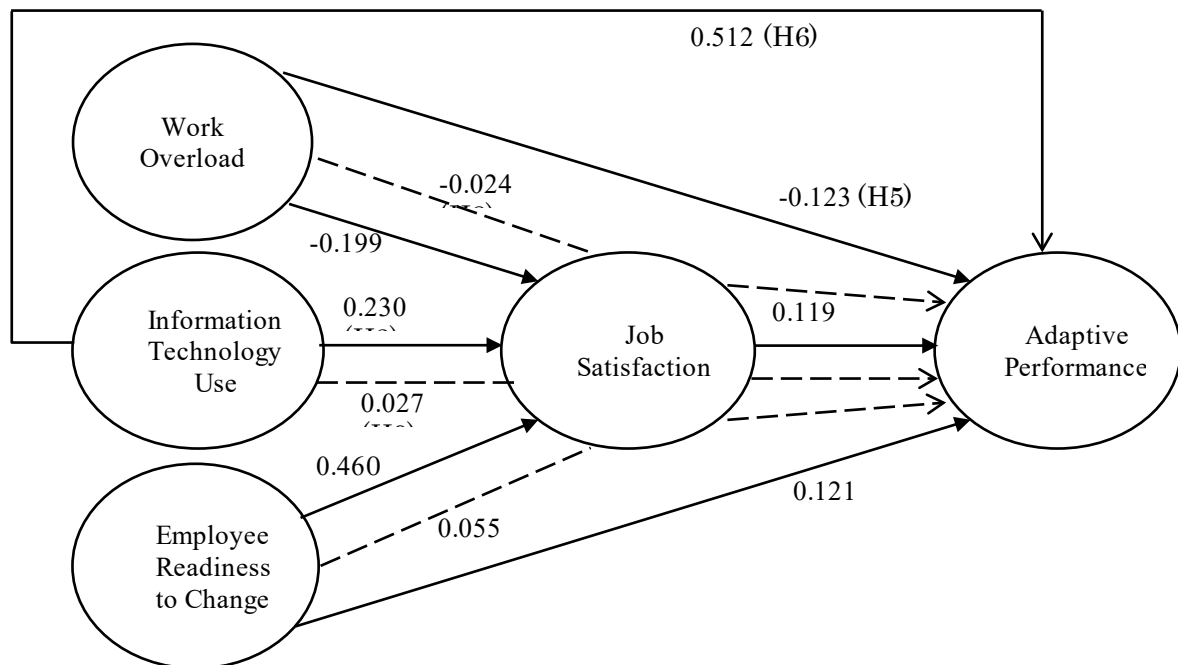 0.512 (H6)
Work
Overload
-0.024
-0.123 (H5)
-0.199
0.230
Information
Technology
Use
Job
Satisfaction
0.119
Adaptive
Performance
0.027
0.460
0.055
0.121
Employee
Readiness
to Change